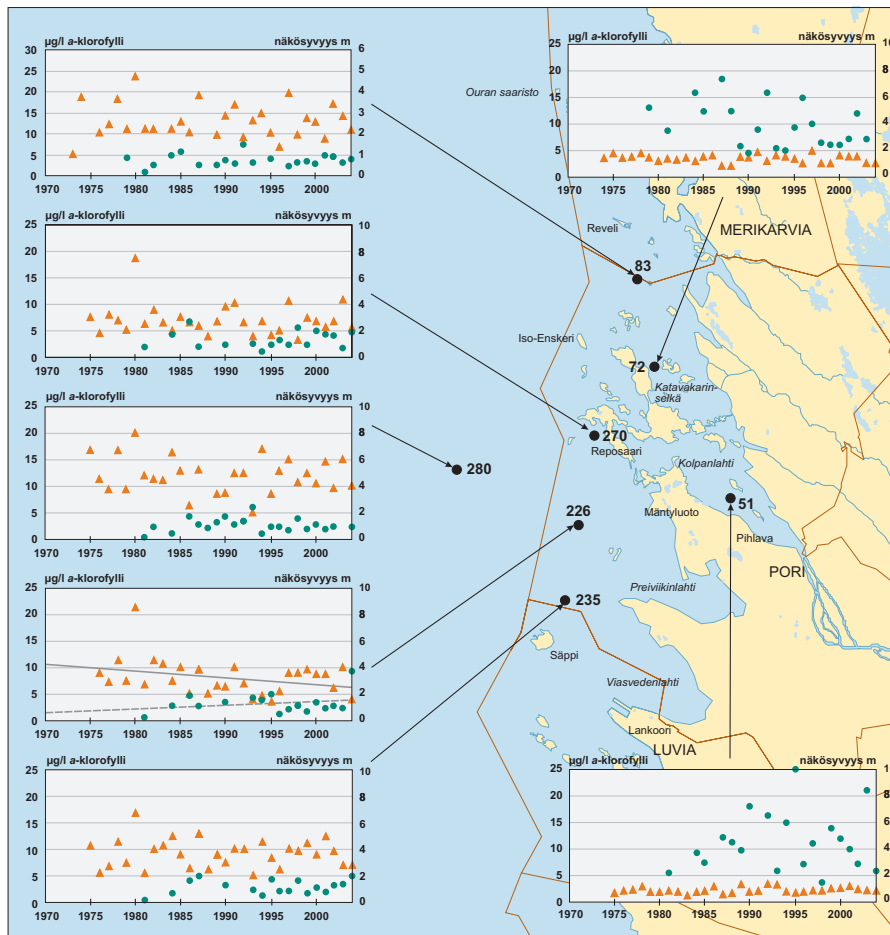 µg/l a-klorofylli näkösyvyys m
30 6
25 5
20 4
15 3
10 2
5 1
0 0
1970 1975 1980 1985 1990 1995 2000
µg/l a-klorofylli näkösyvyys m
25 10
20 8
15 6
10 4
5 2
0 0
1970 1975 1980 1985 1990 1995 2000
Ouran saaristo
MERIKARVIA
Reveli
83
µg/l a-klorofylli näkösyvyys m
25 10
20 8
15 6
10 4
5 2
0 0
1970 1975 1980 1985 1990 1995 2000
Iso-Enskeri
72
Katavakarin-
selkä
270
Reposaari
Kolpanlahti
280
µg/l a-klorofylli näkösyvyys m
25 10
20 8
15 6
10 4
5 2
0 0
1970 1975 1980 1985 1990 1995 2000
51
226
Mäntyluoto
Pihlava
PORI
Preiviikinlahti
235
Säppi
µg/l a-klorofylli näkösyvyys m
25 10
20 8
15 6
10 4
5 2
0 0
1970 1975 1980 1985 1990 1995 2000
Viasvedenlahti
Lankoori
LUVIA
µg/l a-klorofylli näkösyvyys m
25 10
20 8
15 6
10 4
5 2
0 0
1970 1975 1980 1985 1990 1995 2000
µg/l a-klorofylli näkösyvyys m
25 10
20 8
15 6
10 4
5 2
0 0
1970 1975 1980 1985 1990 1995 2000